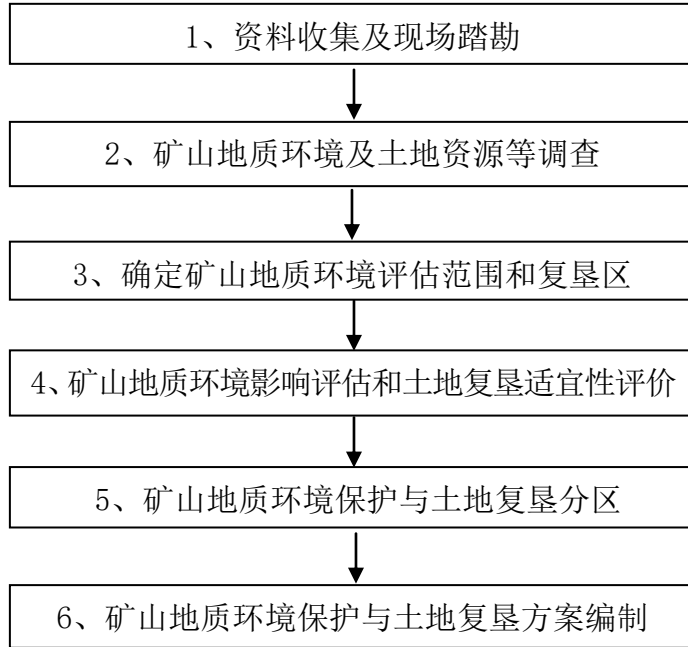 1、资料收集及现场踏勘
2、矿山地质环境及土地资源等调查
3、确定矿山地质环境评估范围和复垦区
4、矿山地质环境影响评估和土地复垦适宜性评价
5、矿山地质环境保护与土地复垦分区
6、矿山地质环境保护与土地复垦方案编制